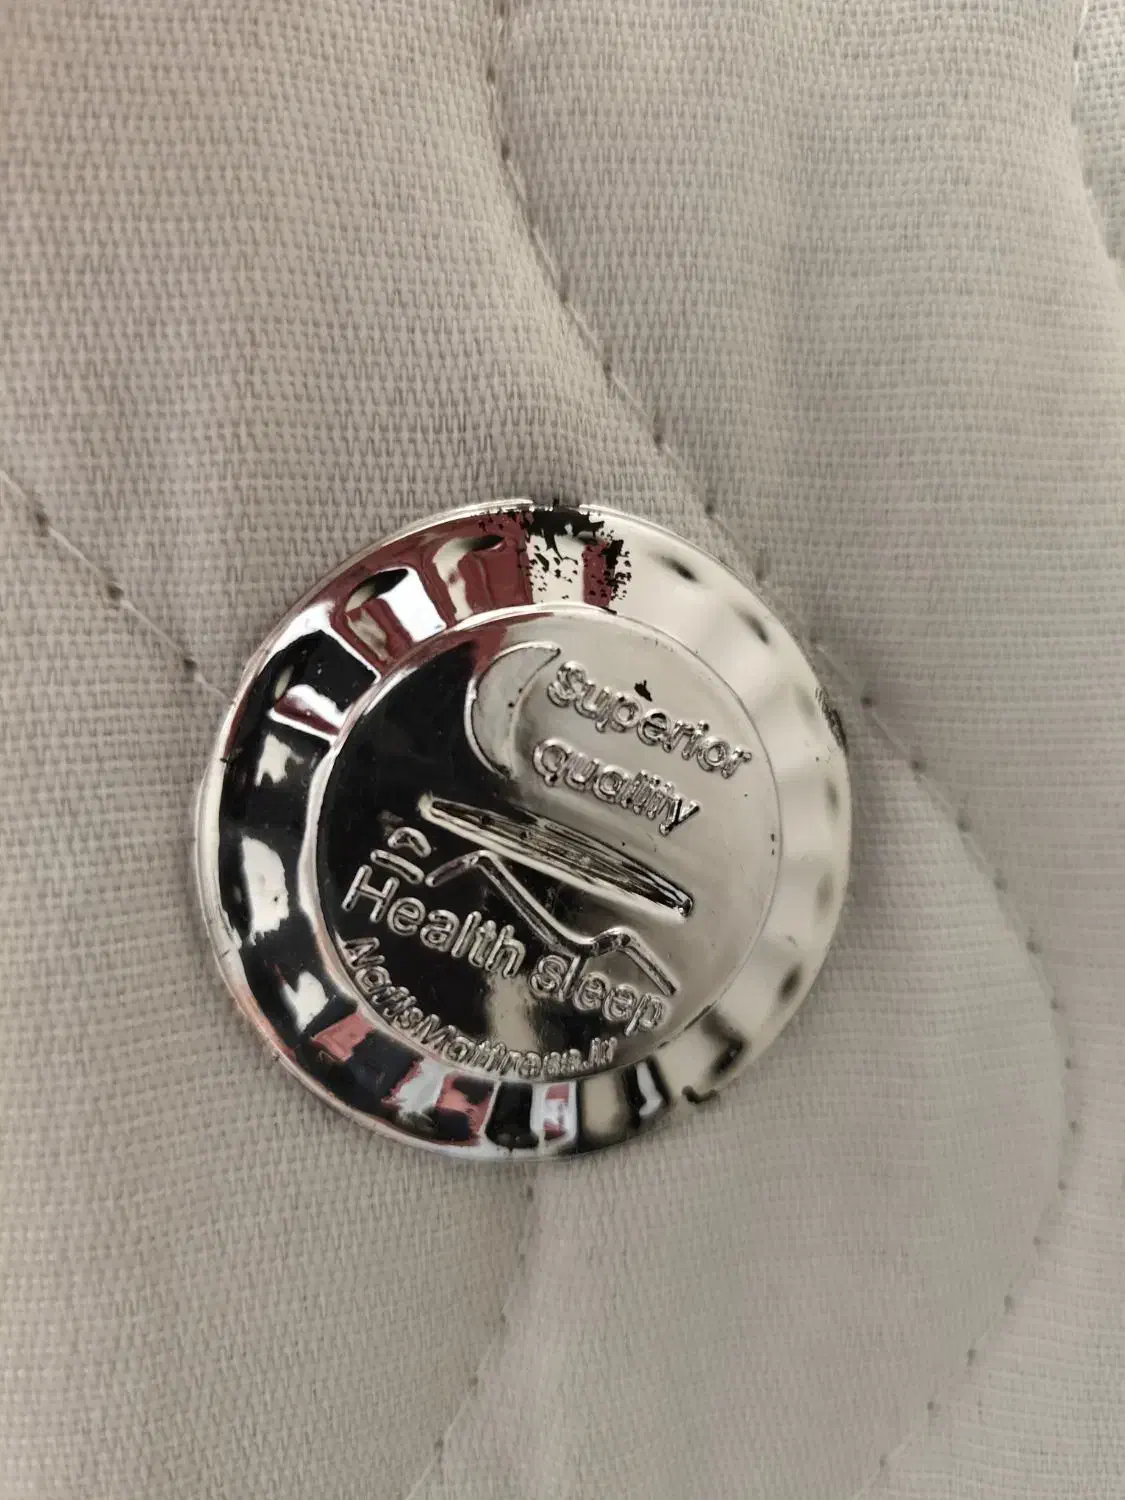 Superior
quality
Health sleep